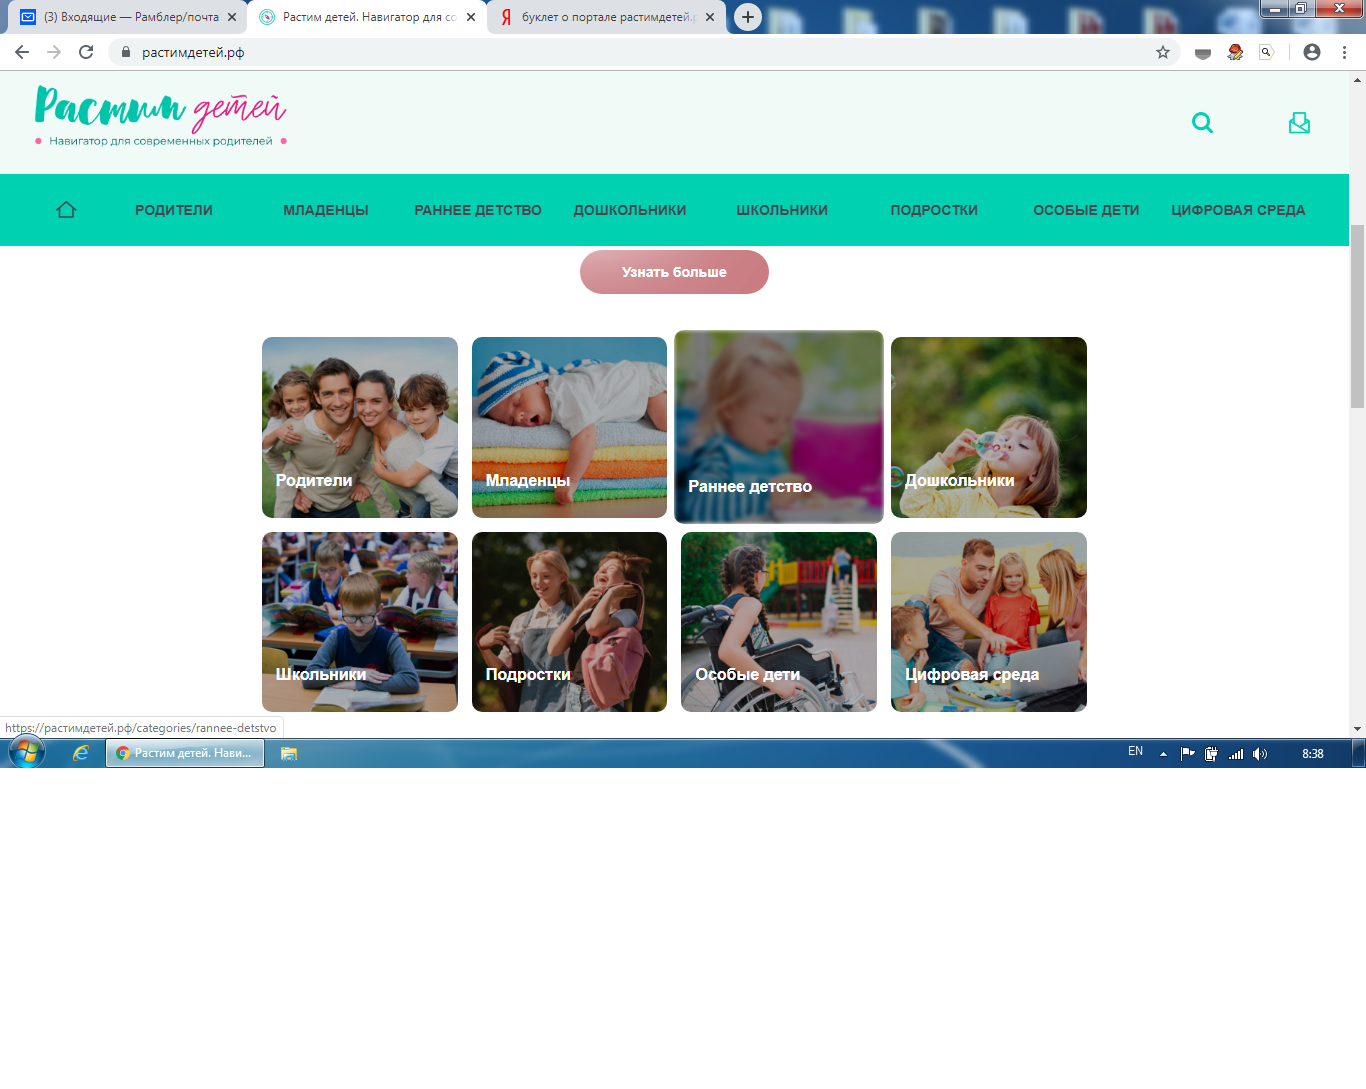 (3) Входящие — Рамблер/почта
Растим детей. Навигатор для со
буклет о портале растимдетей.
растимдетей.рф
Растим детей
Навигатор для современных родителей
РОДИТЕЛИ
МЛАДЕНЦЫ
РАННЕЕ ДЕТСТВО
ДОШКОЛЬНИКИ
ШКОЛЬНИКИ
ПОДРОСТКИ
ОСОБЫЕ ДЕТИ
ЦИФРОВАЯ СРЕДА
Узнать больше
Родители
Младенцы
Раннее детство
Дошкольники
Школьники
Подростки
Особые дети
Цифровая среда
https://растимдетей.рф/categories/rannee-detstvo
Растим детей. Нави...
EN
8:38